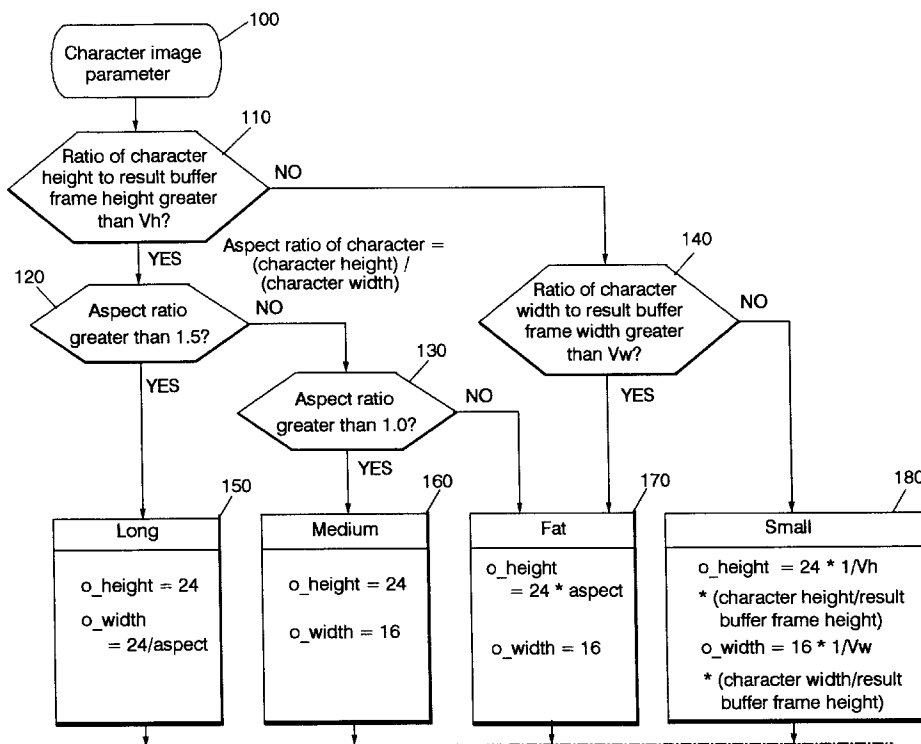 100
Character image
parameter
110
Ratio of character
height to result buffer
frame height greater
than Vh?
NO
YES
Aspect ratio of character =
(character height) /
(character width)
120
Aspect ratio
greater than 1.5?
NO
YES
130
Aspect ratio
greater than 1.0?
NO
YES
140
Ratio of character
width to result buffer
frame width greater
than Vw?
NO
YES
150
Long
o_height = 24
o_width
= 24/aspect
160
Medium
o_height = 24
o_width = 16
170
Fat
o_height
= 24 * aspect
o_width = 16
180
Small
o_height = 24 * 1/Vh
* (character height/result
buffer frame height)
o_width = 16 * 1/Vw
* (character width/result
buffer frame height)